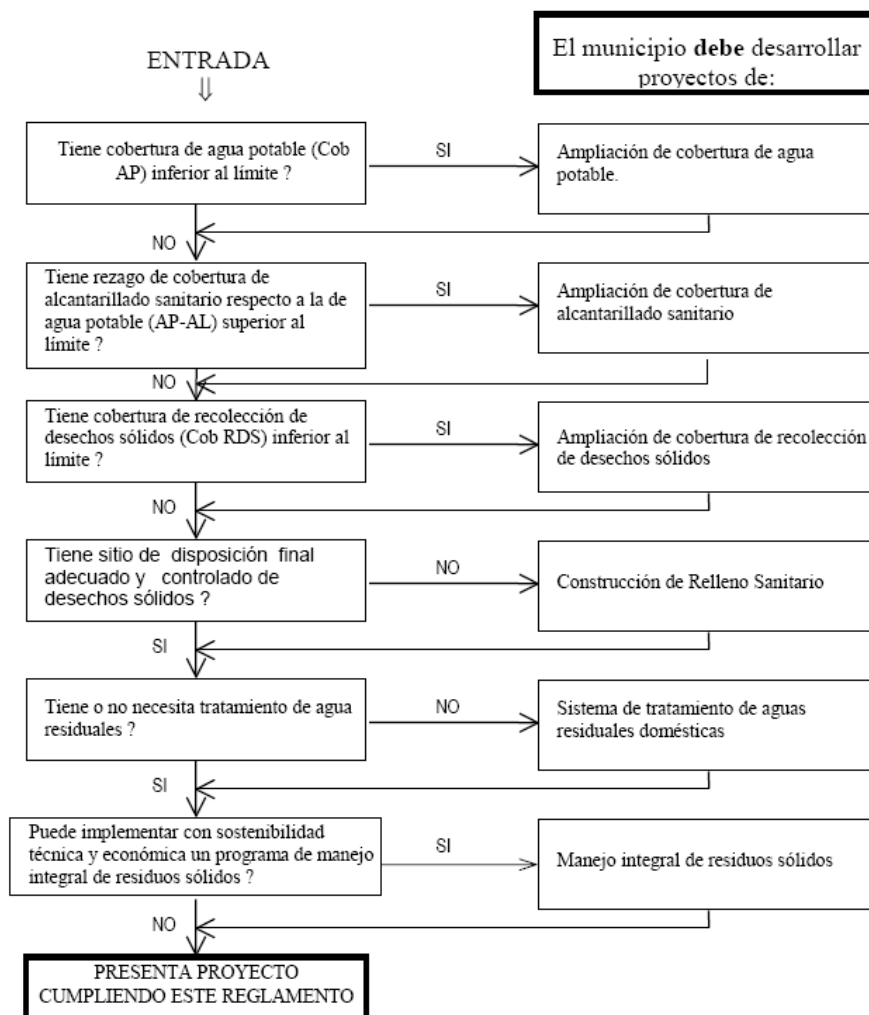 ENTRADA
El municipio debe desarrollar
proyectos de:
Tiene cobertura de agua potable (Cob
AP) inferior al límite ?
SI
Ampliación de cobertura de agua
potable.
NO
Tiene rezago de cobertura de
alcantarillado sanitario respecto a la de
agua potable (AP-AL) superior al
límite ?
SI
Ampliación de cobertura de
alcantarillado sanitario
NO
Tiene cobertura de recolección de
desechos sólidos (Cob RDS) inferior al
límite ?
SI
Ampliación de cobertura de recolección
de desechos sólidos
NO
Tiene sitio de disposición final
adecuado y controlado de
desechos sólidos ?
NO
Construcción de Relleno Sanitario
SI
Tiene o no necesita tratamiento de agua
residuales ?
NO
Sistema de tratamiento de aguas
residuales domésticas
SI
Puede implementar con sostenibilidad
técnica y económica un programa de manejo
integral de residuos sólidos ?
SI
Manejo integral de residuos sólidos
NO
PRESENTA PROYECTO
CUMPLIENDO ESTE REGLAMENTO